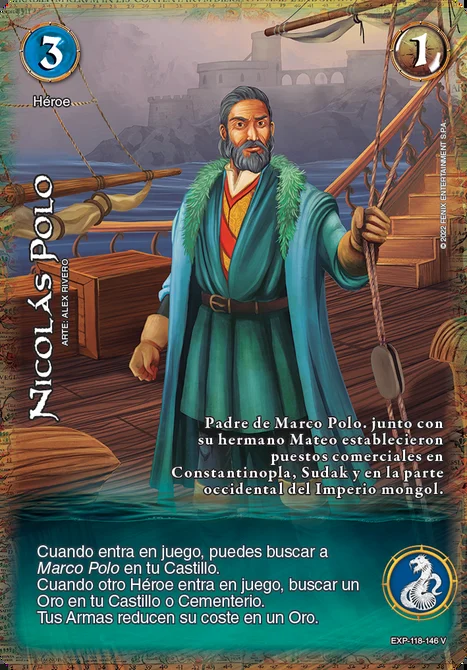 3
1
Héroe
© 2022 FENIX ENTERTAINMENT S.P.A.
Nicolás Polo
ARTE: ALEX RIVERO
Padre de Marco Polo. junto con
su hermano Mateo establecieron
puestos comerciales en
Constantinopla, Sudak y en la parte
occidental del Imperio mongol.
Cuando entra en juego, puedes buscar a
Marco Polo en tu Castillo.
Cuando otro Héroe entra en juego, buscar un
Oro en tu Castillo o Cementerio.
Tus Armas reducen su coste en un Oro.
EXP-118-146 V